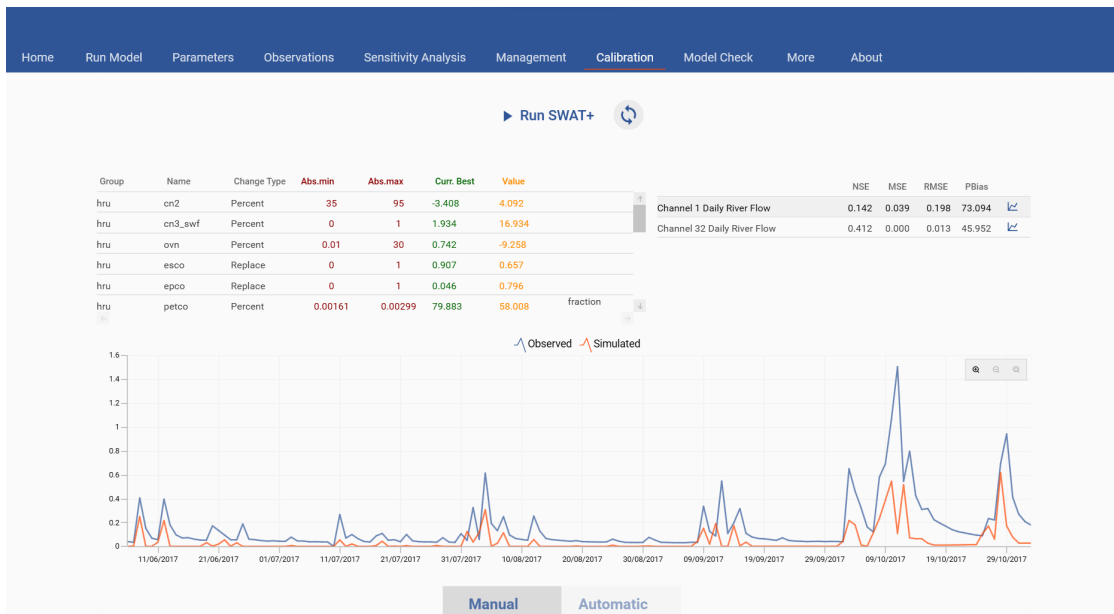 Home Run Model Parameters Observations Sensitivity Analysis Management Calibration Model Check More About
Run SWAT+
Group Name Change Type Abs.min Abs.max Curr. Best Value
hru cn2 Percent 35 95 -3.408 4.092
hru cn3_swf Percent 0 1 1.934 16.934
hru ovn Percent 0.01 30 0.742 -9.258
hru esco Replace 0 1 0.907 0.657
hru epco Replace 0 1 0.046 0.796
hru petco Percent 0.00161 0.00299 79.883 58.008
fraction
NSE MSE RMSE PBias
Channel 1 Daily River Flow 0.142 0.039 0.198 73.094
Channel 32 Daily River Flow 0.412 0.000 0.013 45.952
Observed Simulated
1.6
1.4
1.2
1
0.8
0.6
0.4
0.2
0
11/06/2017 21/06/2017 01/07/2017 11/07/2017 21/07/2017 31/07/2017 10/08/2017 20/08/2017 30/08/2017 09/09/2017 19/09/2017 29/09/2017 09/10/2017 19/10/2017 29/10/2017
Manual Automatic